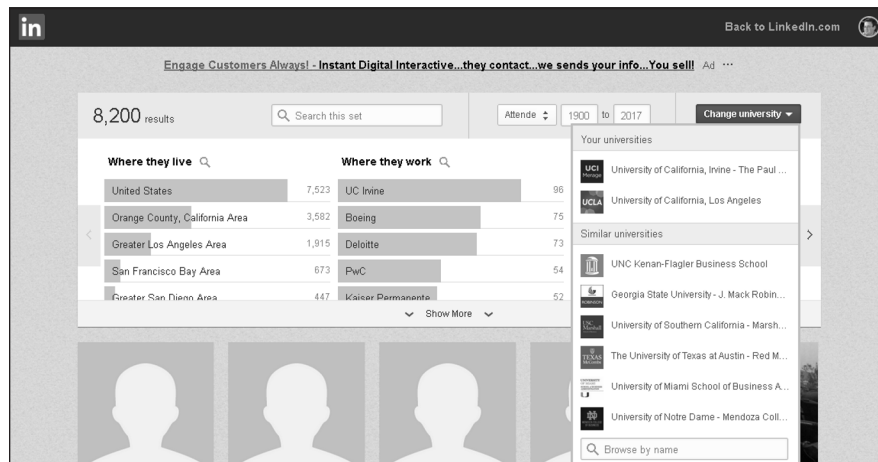 in
Back to LinkedIn.com
Engage Customers Always! - Instant Digital Interactive...they contact...we sends your info...You sell! Ad ...
8,200 results
Search this set
Attende 1900 to 2017
Change university
Where they live
United States 7,523
Orange County, California Area 3,582
Greater Los Angeles Area 1,915
San Francisco Bay Area 673
Greater San Diego Area 447
Where they work
UC Irvine 96
Boeing 75
Deloitte 73
PwC 54
Kaiser Permanente 52
Show More
Your universities
UCI
University of California, Irvine - The Paul ...
UCLA
University of California, Los Angeles
Similar universities
UNC Kenan-Flagler Business School
ROBINSON
Georgia State University - J. Mack Robin...
USC Marshall
University of Southern California - Marsh...
TEXAS McCombs
The University of Texas at Austin - Red M...
University of Miami School of Business A...
University of Notre Dame - Mendoza Coll...
Browse by name